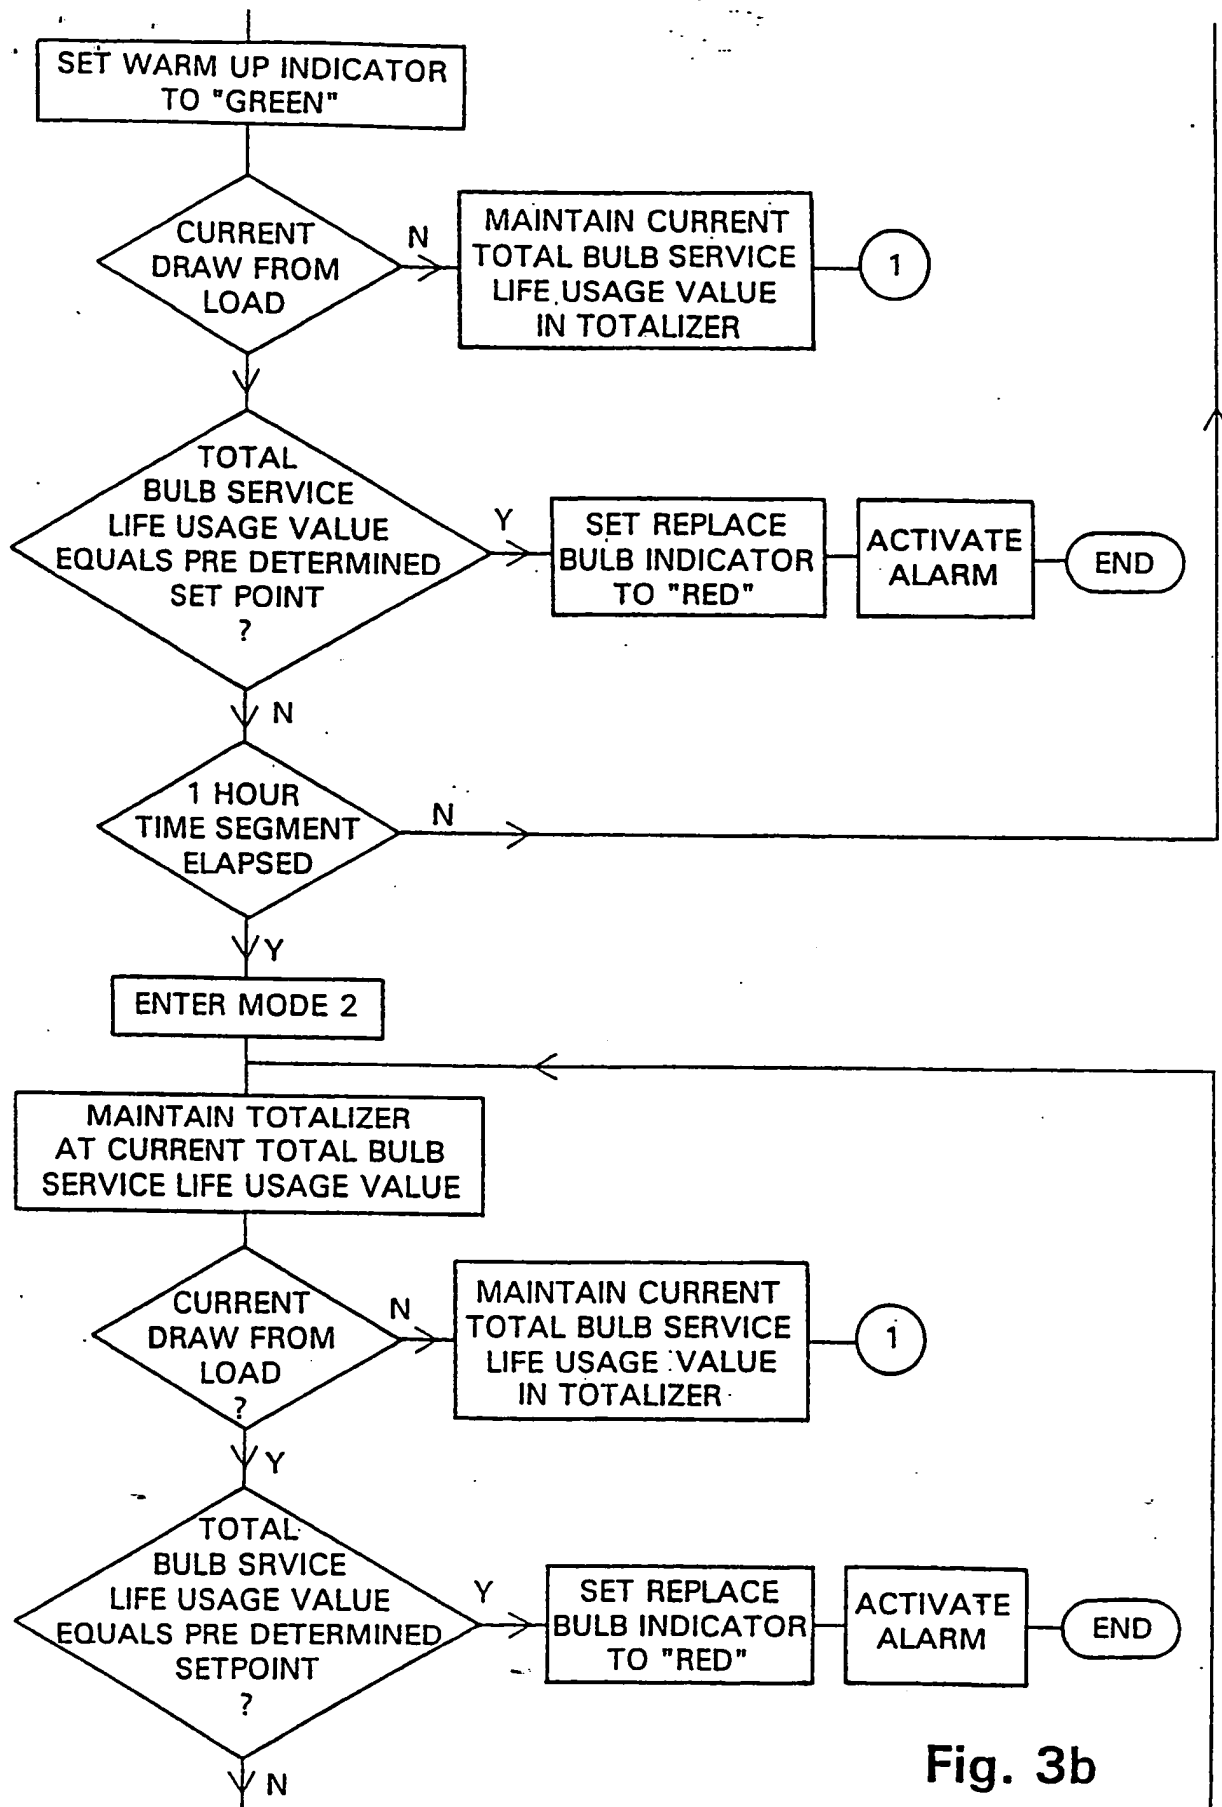 SET WARM UP INDICATOR
TO "GREEN"
CURRENT
DRAW FROM
LOAD
N
MAINTAIN CURRENT
TOTAL BULB SERVICE
LIFE USAGE VALUE
IN TOTALIZER
1
TOTAL
BULB SERVICE
LIFE USAGE VALUE
EQUALS PRE DETERMINED
SET POINT
?
Y
SET REPLACE
BULB INDICATOR
TO "RED"
ACTIVATE
ALARM
END
N
1 HOUR
TIME SEGMENT
ELAPSED
N
Y
ENTER MODE 2
MAINTAIN TOTALIZER
AT CURRENT TOTAL BULB
SERVICE LIFE USAGE VALUE
CURRENT
DRAW FROM
LOAD
?
N
MAINTAIN CURRENT
TOTAL BULB SERVICE
LIFE USAGE VALUE
IN TOTALIZER
1
Y
TOTAL
BULB SRVICE
LIFE USAGE VALUE
EQUALS PRE DETERMINED
SETPOINT
?
Y
SET REPLACE
BULB INDICATOR
TO "RED"
ACTIVATE
ALARM
END
N
Fig. 3b